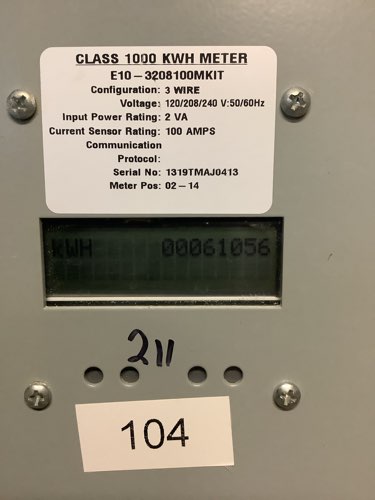 CLASS 1000 KWH METER
E10-3208100MKIT
Configuration: 3 WIRE
Voltage: 120/208/240 V:50/60Hz
Input Power Rating: 2 VA
Current Sensor Rating: 100 AMPS
Communication
Protocol:
Serial No: 1319TMAJ0413
Meter Pos: 02-14
kWH 00061056
211
104